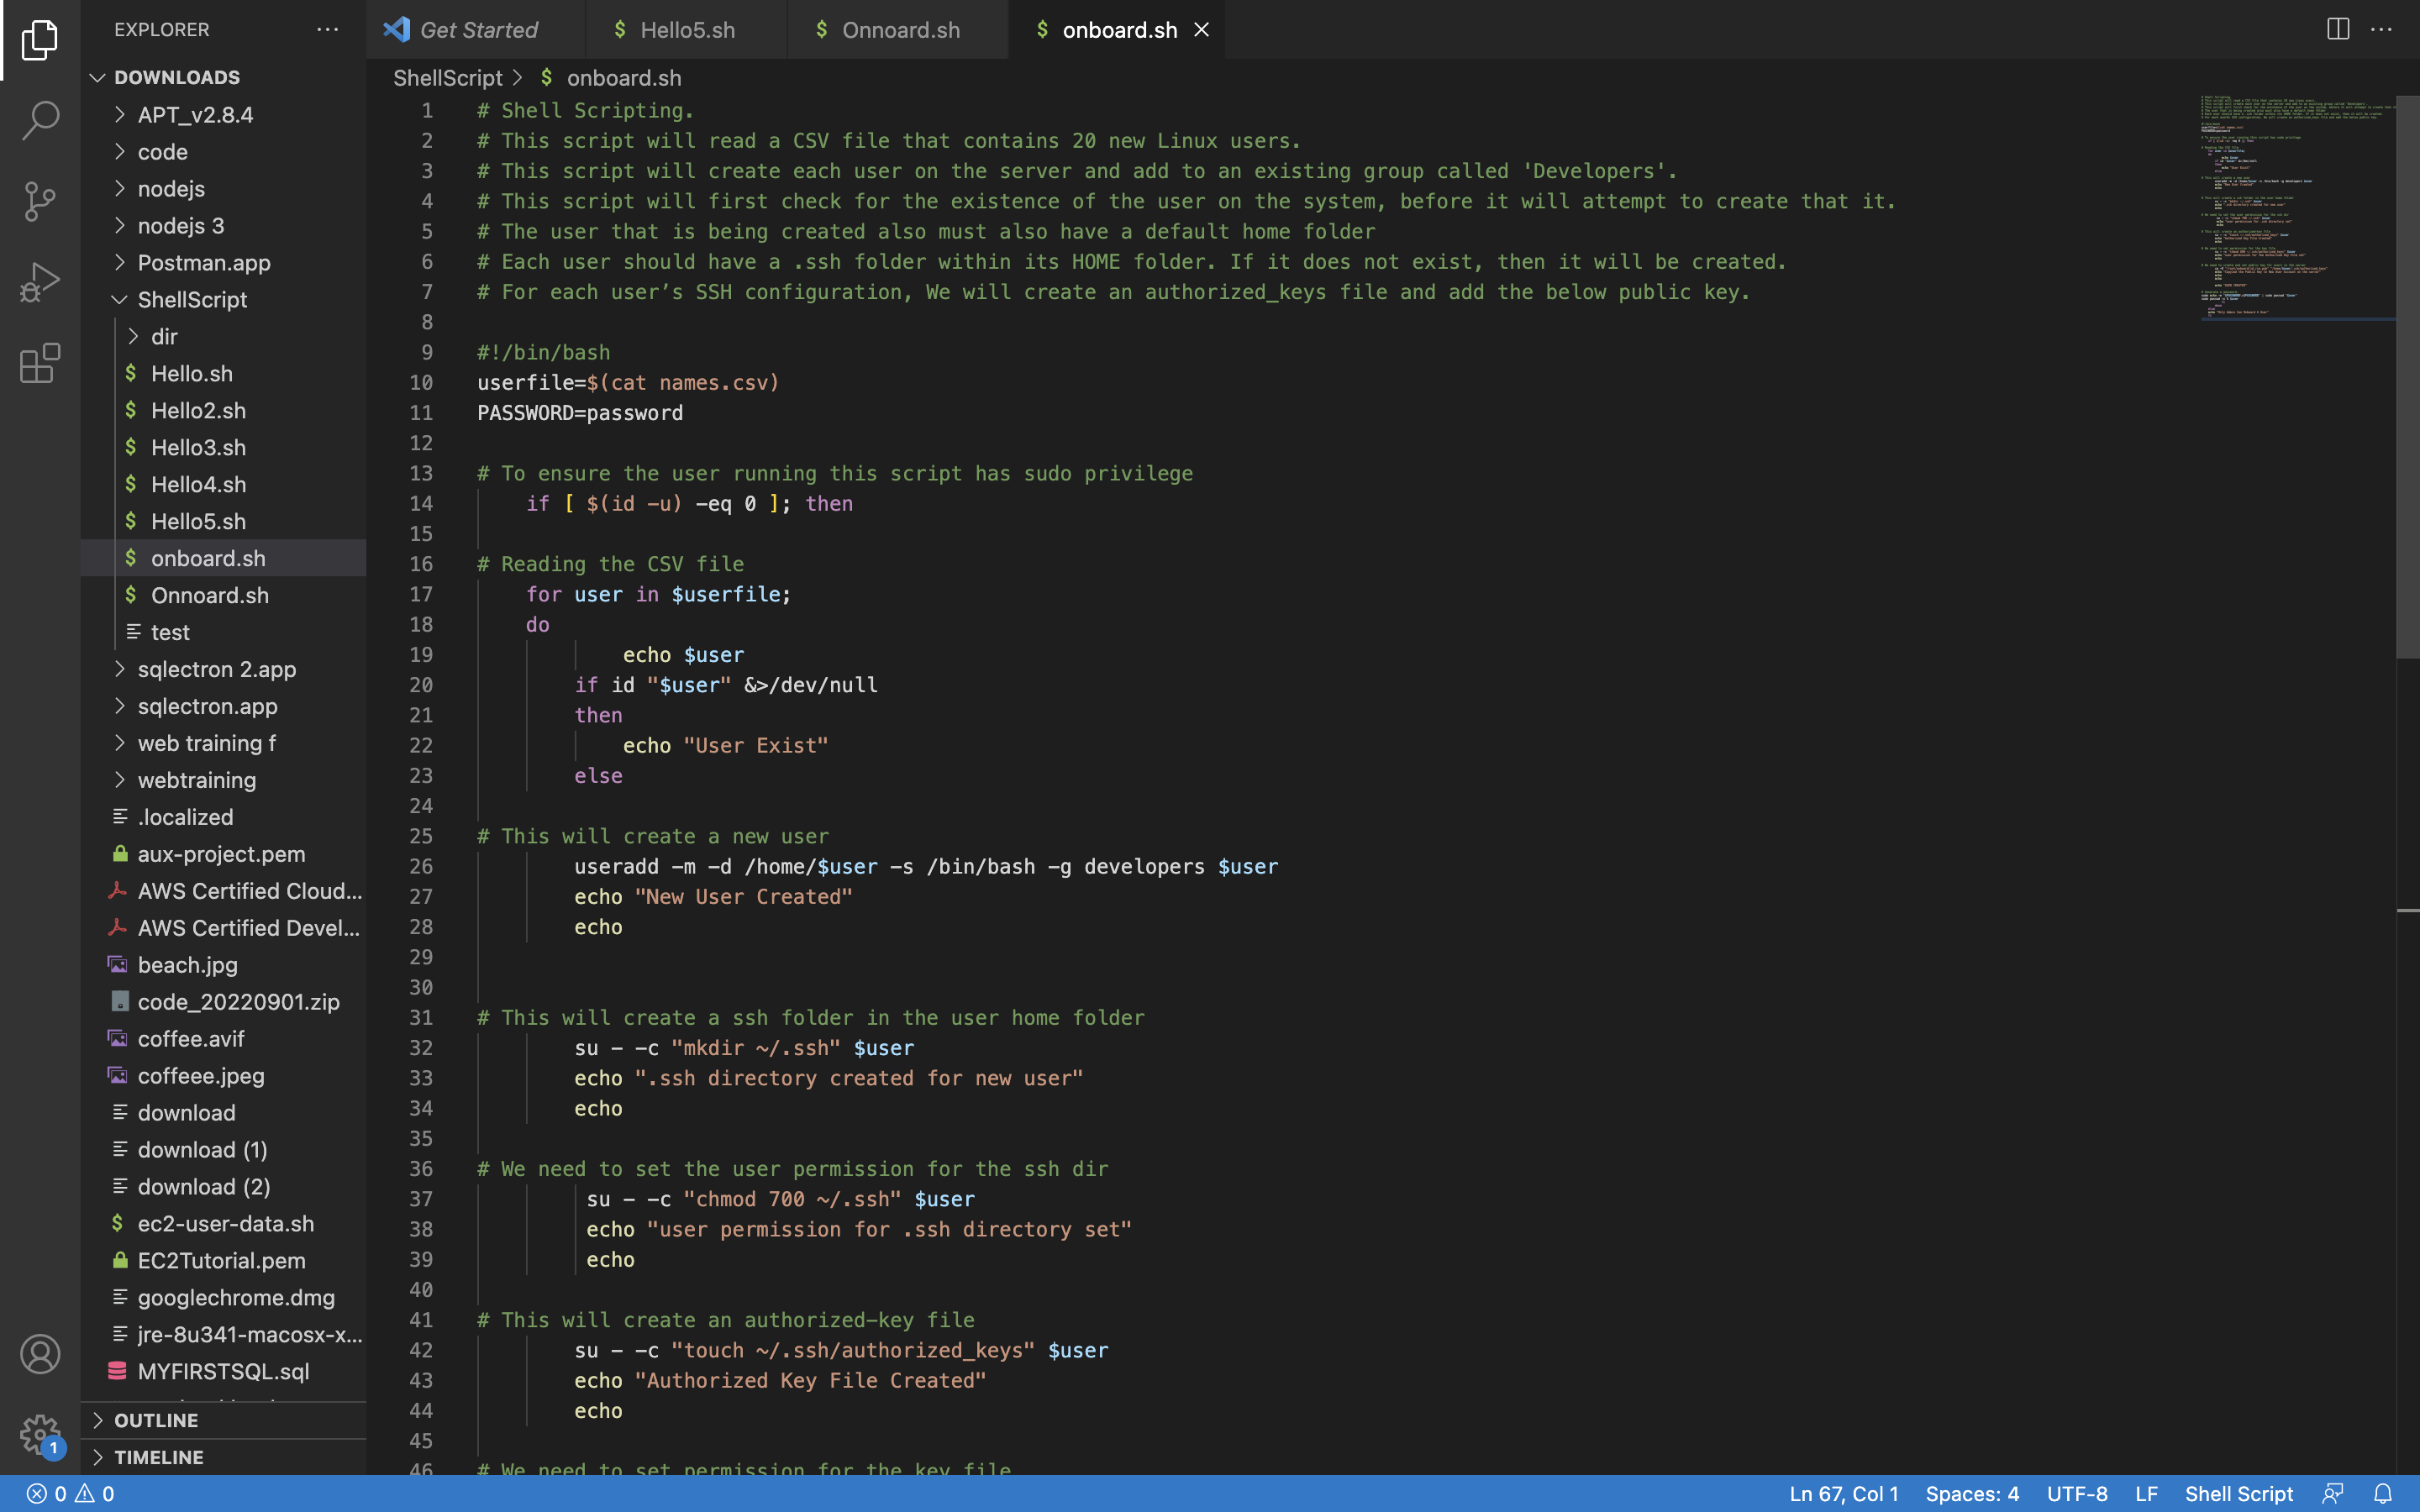 EXPLORER
Get Started
Hello5.sh
Onnoard.sh
onboard.sh
ShellScript > onboard.sh
DOWNLOADS
APT_v2.8.4
code
nodejs
nodejs 3
Postman.app
ShellScript
dir
Hello.sh
Hello2.sh
Hello3.sh
Hello4.sh
Hello5.sh
onboard.sh
Onnoard.sh
test
sqlectron 2.app
sqlectron.app
web training f
webtraining
.localized
aux-project.pem
AWS Certified Cloud...
AWS Certified Devel...
beach.jpg
code_20220901.zip
coffee.avif
coffeee.jpeg
download
download (1)
download (2)
ec2-user-data.sh
EC2Tutorial.pem
googlechrome.dmg
jre-8u341-macosx-x...
MYFIRSTSQL.sql
OUTLINE
TIMELINE
1 # Shell Scripting.
2 # This script will read a CSV file that contains 20 new Linux users.
3 # This script will create each user on the server and add to an existing group called 'Developers'.
4 # This script will first check for the existence of the user on the system, before it will attempt to create that it.
5 # The user that is being created also must also have a default home folder
6 # Each user should have a .ssh folder within its HOME folder. If it does not exist, then it will be created.
7 # For each user’s SSH configuration, We will create an authorized_keys file and add the below public key.
8
9 #!/bin/bash
10 userfile=$(cat names.csv)
11 PASSWORD=password
12
13 # To ensure the user running this script has sudo privilege
14 if [ $(id -u) -eq 0 ]; then
15
16 # Reading the CSV file
17 for user in $userfile;
18 do
19 echo $user
20 if id "$user" &>/dev/null
21 then
22 echo "User Exist"
23 else
24
25 # This will create a new user
26 useradd -m -d /home/$user -s /bin/bash -g developers $user
27 echo "New User Created"
28 echo
29
30
31 # This will create a ssh folder in the user home folder
32 su - -c "mkdir ~/.ssh" $user
33 echo ".ssh directory created for new user"
34 echo
35
36 # We need to set the user permission for the ssh dir
37 su - -c "chmod 700 ~/.ssh" $user
38 echo "user permission for .ssh directory set"
39 echo
40
41 # This will create an authorized-key file
42 su - -c "touch ~/.ssh/authorized_keys" $user
43 echo "Authorized Key File Created"
44 echo
45
46 # We need to set permission for the key file
1
0 0
Ln 67, Col 1 Spaces: 4 UTF-8 LF Shell Script